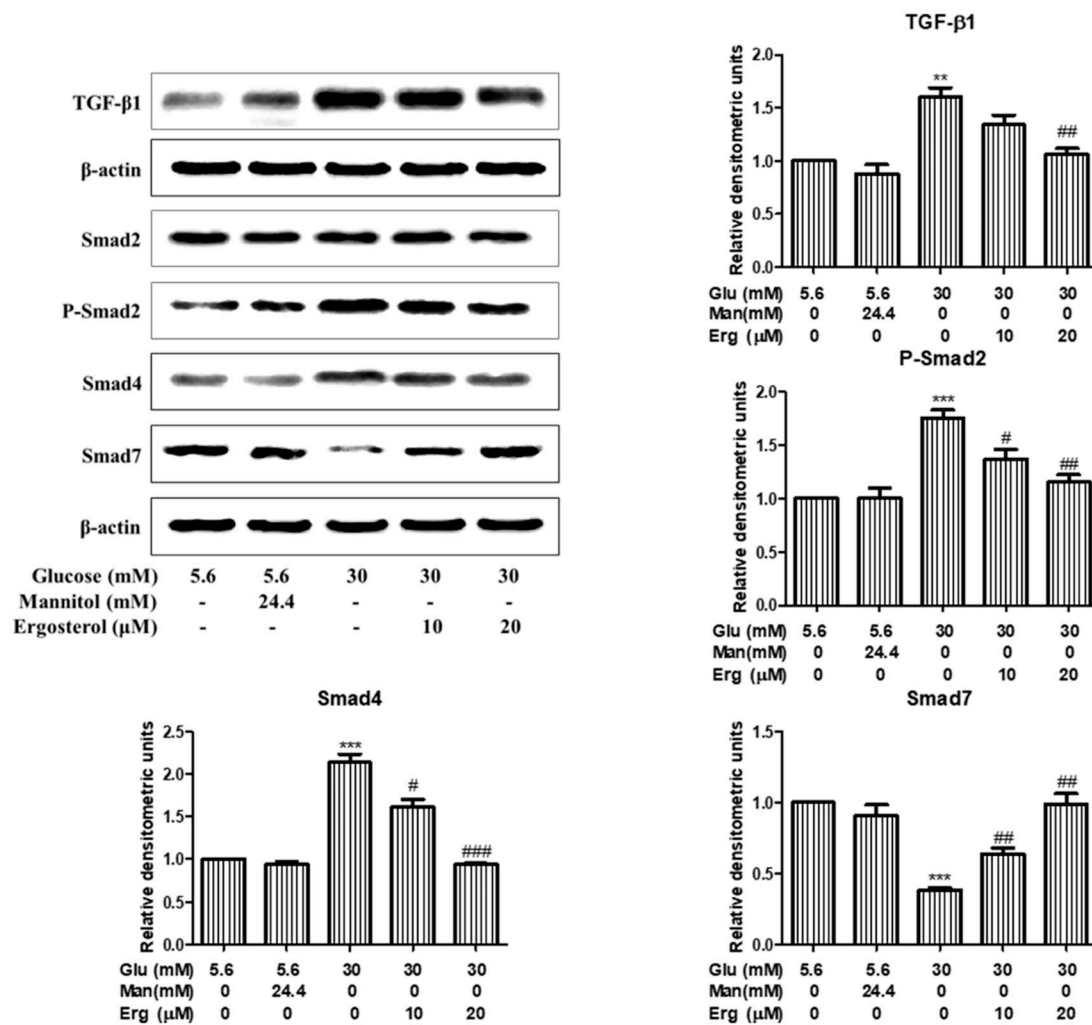 TGF-β1
β-actin
Smad2
P-Smad2
Smad4
Smad7
β-actin
Glucose (mM) 5.6 5.6 30 30 30
Mannitol (mM) - 24.4 - - -
Ergosterol (μM) - - - 10 20
TGF-β1
Relative densitometric units
2.0
1.5
1.0
0.5
0.0
**
##
Glu (mM) 5.6 5.6 30 30 30
Man(mM) 0 24.4 0 0 0
Erg (μM) 0 0 0 10 20
P-Smad2
Relative densitometric units
2.0
1.5
1.0
0.5
0.0
***
#
##
Glu (mM) 5.6 5.6 30 30 30
Man(mM) 0 24.4 0 0 0
Erg (μM) 0 0 0 10 20
Smad4
Relative densitometric units
2.5
2.0
1.5
1.0
0.5
0.0
***
#
###
Glu (mM) 5.6 5.6 30 30 30
Man(mM) 0 24.4 0 0 0
Erg (μM) 0 0 0 10 20
Smad7
Relative densitometric units
1.5
1.0
0.5
0.0
***
##
##
Glu (mM) 5.6 5.6 30 30 30
Man(mM) 0 24.4 0 0 0
Erg (μM) 0 0 0 10 20